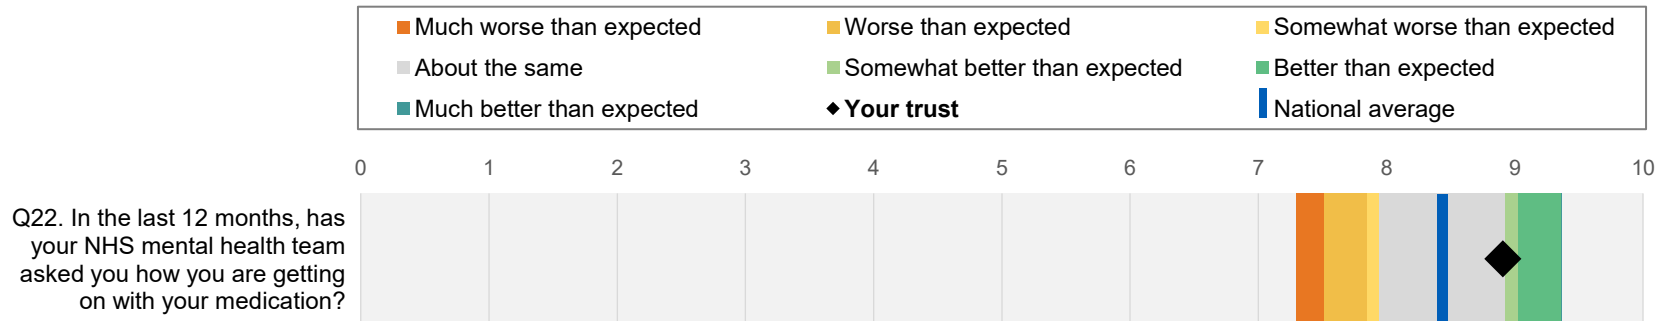 Much worse than expected
Worse than expected
Somewhat worse than expected
About the same
Somewhat better than expected
Better than expected
Much better than expected
Your trust
National average
0 1 2 3 4 5 6 7 8 9 10
Q22. In the last 12 months, has
your NHS mental health team
asked you how you are getting
on with your medication?